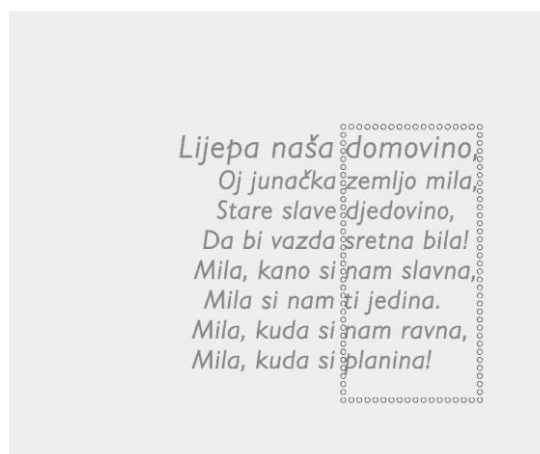 Lijepa naša domovino,
Oj junačka zemljo mila,
Stare slave djedovino,
Da bi vazda sretna bila!
Mila, kano si nam slavna,
Mila si nam ti jedina.
Mila, kuda si nam ravna,
Mila, kuda si planina!